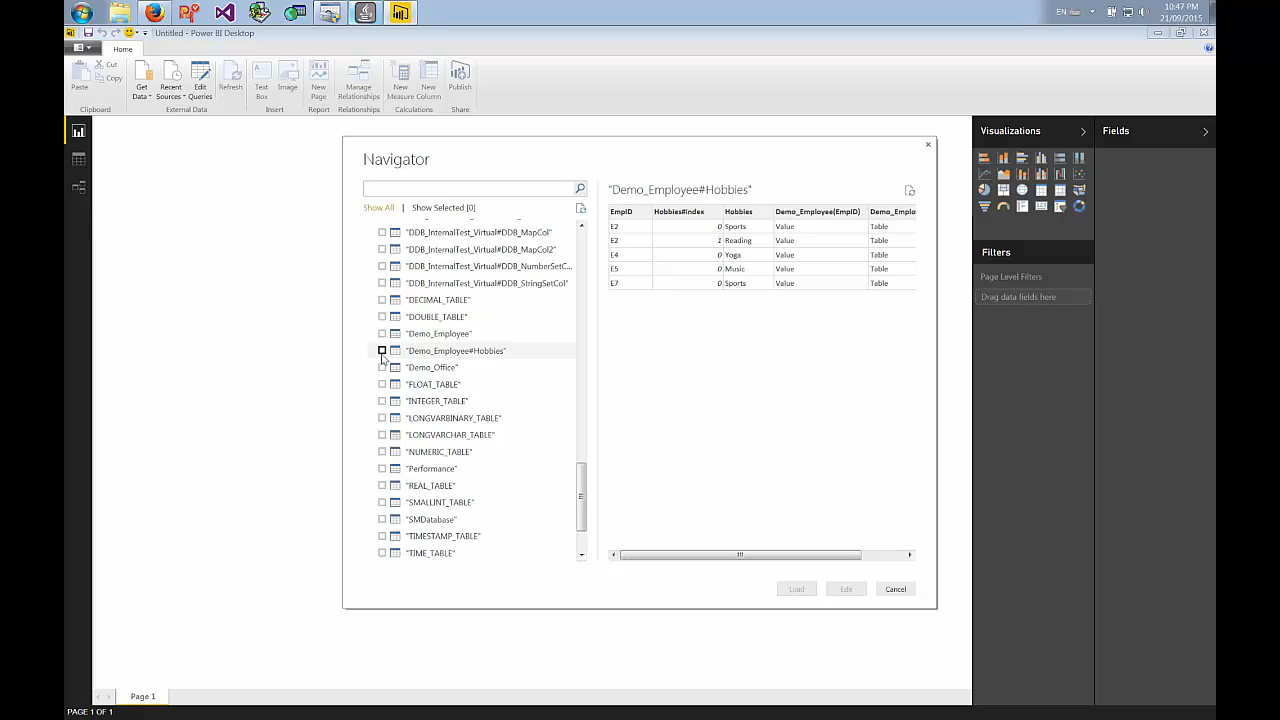 10:47 PM
EN
21/09/2015
Untitled - Power BI Desktop
Home
Paste
Cut
Copy
Clipboard
Get Data
Recent Sources
Edit Queries
Refresh
External Data
Text Box
Image
Insert
New Page
Report
Manage Relationships
Relationships
New Measure
New Column
Calculations
Publish
Share
Navigator
Show All | Show Selected [0]
"DDB_InternalTest_Virtual#DDB_MapCol"
"DDB_InternalTest_Virtual#DDB_MapCol2"
"DDB_InternalTest_Virtual#DDB_NumberSetC...
"DDB_InternalTest_Virtual#DDB_StringSetCol"
"DECIMAL_TABLE"
"DOUBLE_TABLE"
"Demo_Employee"
"Demo_Employee#Hobbies"
"Demo_Office"
"FLOAT_TABLE"
"INTEGER_TABLE"
"LONGVARBINARY_TABLE"
"LONGVARCHAR_TABLE"
"NUMERIC_TABLE"
"Performance"
"REAL_TABLE"
"SMALLINT_TABLE"
"SMDatabase"
"TIMESTAMP_TABLE"
"TIME_TABLE"
"Demo_Employee#Hobbies"
EmpID Hobbies#index Hobbies Demo_Employee(EmpID) Demo_Emplo
E2 0 Sports Value Table
E2 1 Reading Value Table
E4 0 Yoga Value Table
E5 0 Music Value Table
E7 0 Sports Value Table
Load
Edit
Cancel
Visualizations
Fields
Filters
Page Level Filters
Drag data fields here
Page 1
PAGE 1 OF 1